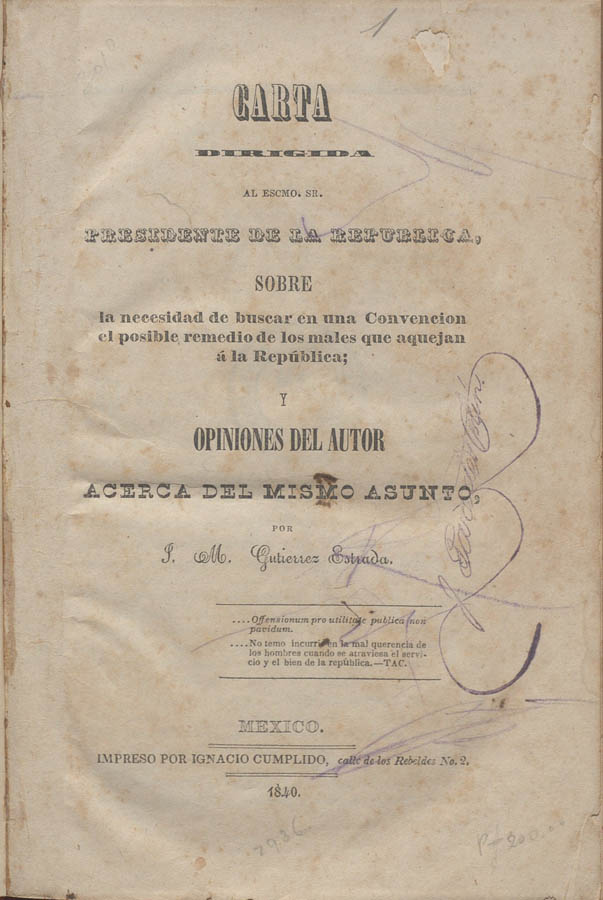 1
CARTA
DIRIGIDA
AL ESCMO. SR.
PRESIDENTE DE LA REPUBLICA,
SOBRE
la necesidad de buscar en una Convencion
el posible remedio de los males que aquejan
á la República;
Y
OPINIONES DEL AUTOR
ACERCA DEL MISMO ASUNTO,
POR
J. M. Gutierrez Estrada.
....Offensionum pro utilitate publica non
pavidum.
....No temo incurrir en la mal querencia de
los hombres cuando se atraviesa el servi-
cio y el bien de la república.—TAC.
MEXICO.
IMPRESO POR IGNACIO CUMPLIDO, calle de los Rebeldes No. 2.
1840.
2936